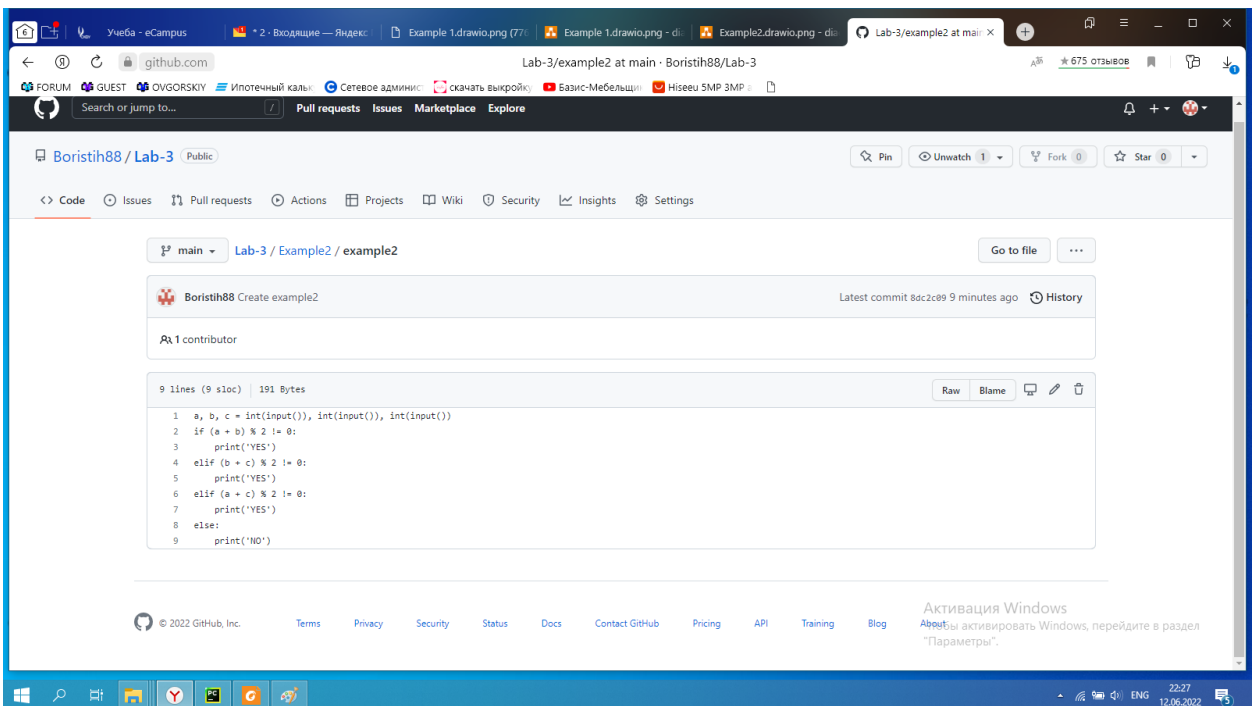 6 Учеба - eCampus * 2 · Входящие — Яндекс Example 1.drawio.png (776 Example 1.drawio.png - di Example2.drawio.png - dia Lab-3/example2 at mair ×
github.com Lab-3/example2 at main · Boristih88/Lab-3 ★ 675 отзывов 1
FORUM GUEST OVGORSKIY Ипотечный кальк Сетевое админист скачать выкройку Базис-Мебельщи Hiseeu 5MP 3MP
Search or jump to... / Pull requests Issues Marketplace Explore
Boristih88 / Lab-3 Public Pin Unwatch 1 Fork 0 Star 0
<> Code Issues Pull requests Actions Projects Wiki Security Insights Settings
main Lab-3 / Example2 / example2 Go to file ...
Boristih88 Create example2 Latest commit 8dc2c09 9 minutes ago History
1 contributor
9 lines (9 sloc) | 191 Bytes Raw Blame
1 a, b, c = int(input()), int(input()), int(input())
2 if (a + b) % 2 != 0:
3 print('YES')
4 elif (b + c) % 2 != 0:
5 print('YES')
6 elif (a + c) % 2 != 0:
7 print('YES')
8 else:
9 print('NO')
Активация Windows
© 2022 GitHub, Inc. Terms Privacy Security Status Docs Contact GitHub Pricing API Training Blog About
Чтобы активировать Windows, перейдите в раздел
"Параметры".
ENG 22:27
12.06.2022 5